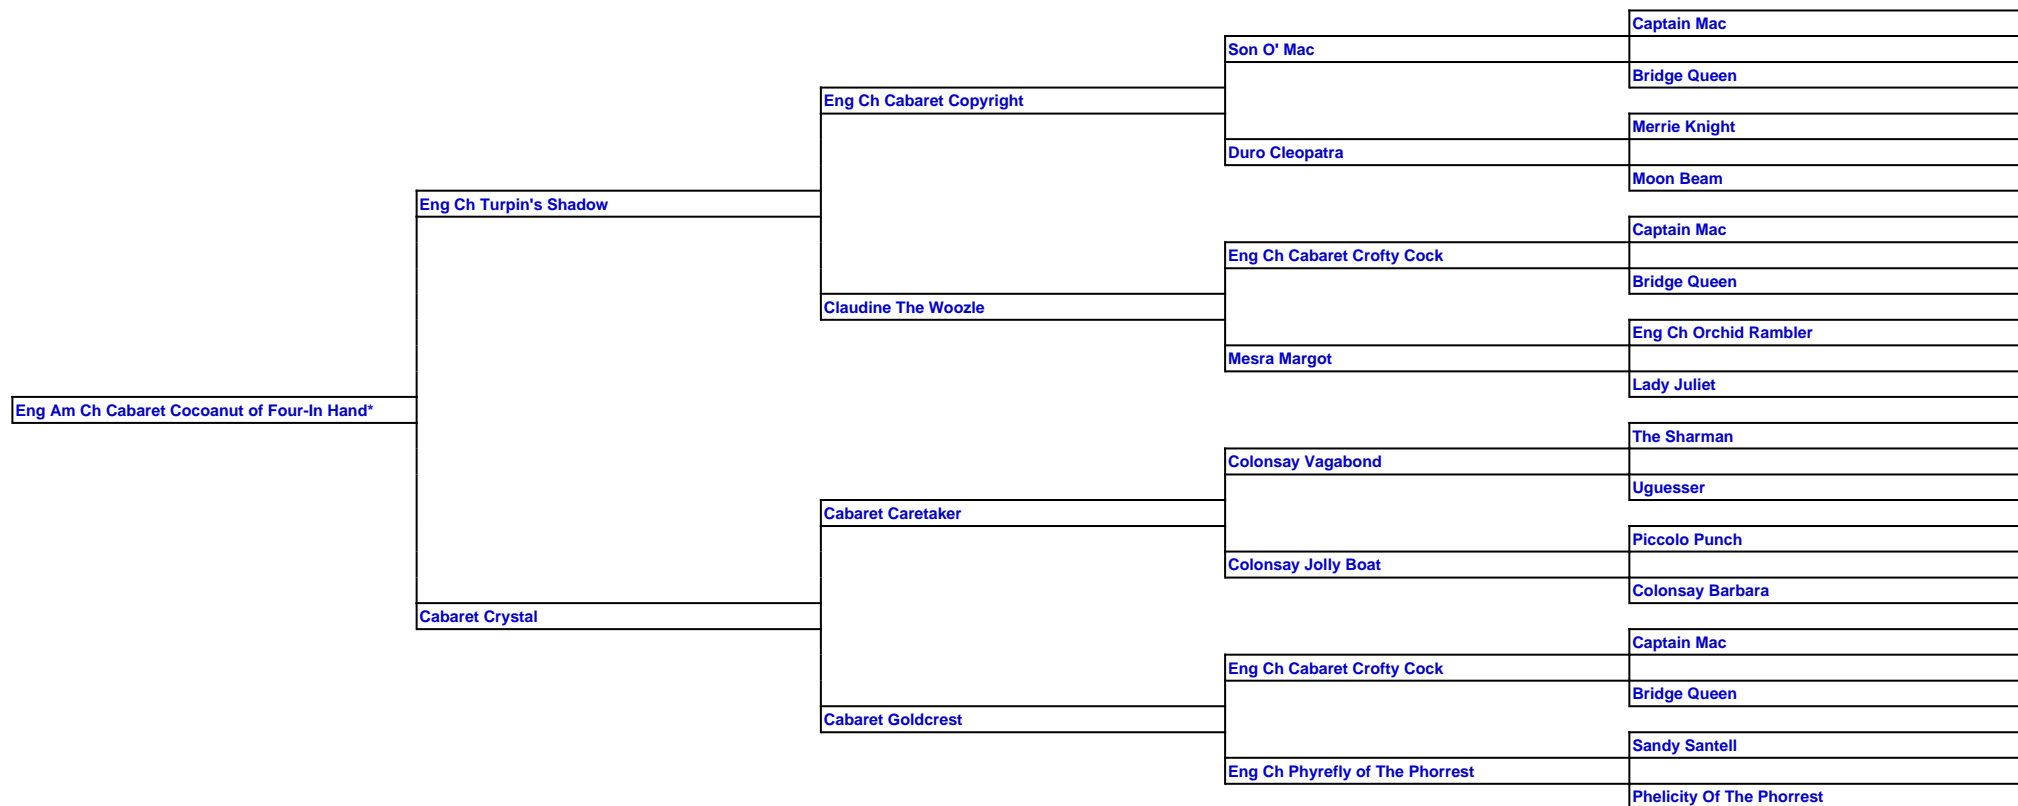 Captain Mac
Son O' Mac
Bridge Queen
Eng Ch Cabaret Copyright
Merrie Knight
Duro Cleopatra
Moon Beam
Eng Ch Turpin's Shadow
Captain Mac
Eng Ch Cabaret Crofty Cock
Bridge Queen
Claudine The Woozle
Eng Ch Orchid Rambler
Mesra Margot
Lady Juliet
Eng Am Ch Cabaret Cocoanut of Four-In Hand*
The Sharman
Colonsay Vagabond
Uguesser
Cabaret Caretaker
Piccolo Punch
Colonsay Jolly Boat
Colonsay Barbara
Cabaret Crystal
Captain Mac
Eng Ch Cabaret Crofty Cock
Bridge Queen
Cabaret Goldcrest
Sandy Santell
Eng Ch Phyrefly of The Phorrest
Phelicity Of The Phorrest